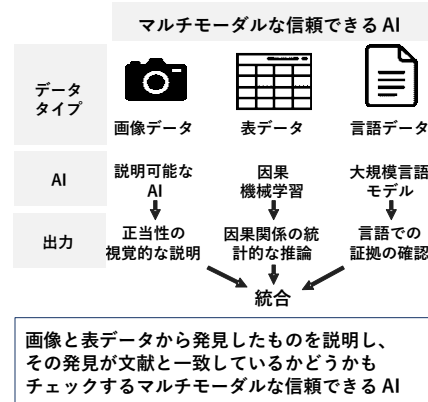 マルチモーダルな信頼できる AI
データ
タイプ
画像データ
表データ
言語データ
AI
説明可能な
AI
因果
機械学習
大規模言語
モデル
出力
正当性の
視覚的な説明
因果関係の統
計的な推論
言語での
証拠の確認
統合
画像と表データから発見したものを説明し、
その発見が文献と一致しているかどうかも
チェックするマルチモーダルな信頼できる AI